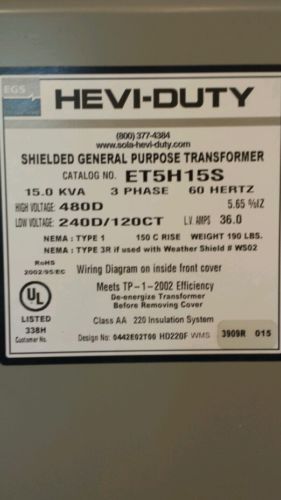 EGS
HEVI-DUTY
(800) 377-4384
www.sola-hevi-duty.com
SHIELDED GENERAL PURPOSE TRANSFORMER
CATALOG NO. ET5H15S
15.0 KVA 3 PHASE 60 HERTZ
HIGH VOLTAGE: 480D 5.65 %IZ
LOW VOLTAGE: 240D/120CT L.V. AMPS 36.0
NEMA : TYPE 1 150 C RISE WEIGHT 190 LBS.
NEMA : TYPE 3R if used with Weather Shield # WS02
RoHS
2002/95/EC
Wiring Diagram on inside front cover
UL
LISTED
338H
Customer No.
Meets TP-1-2002 Efficiency
De-energize Transformer
Before Removing Cover
Class AA 220 Insulation System
Design No: 0442E02T00 HD220F WMS 3909R 015